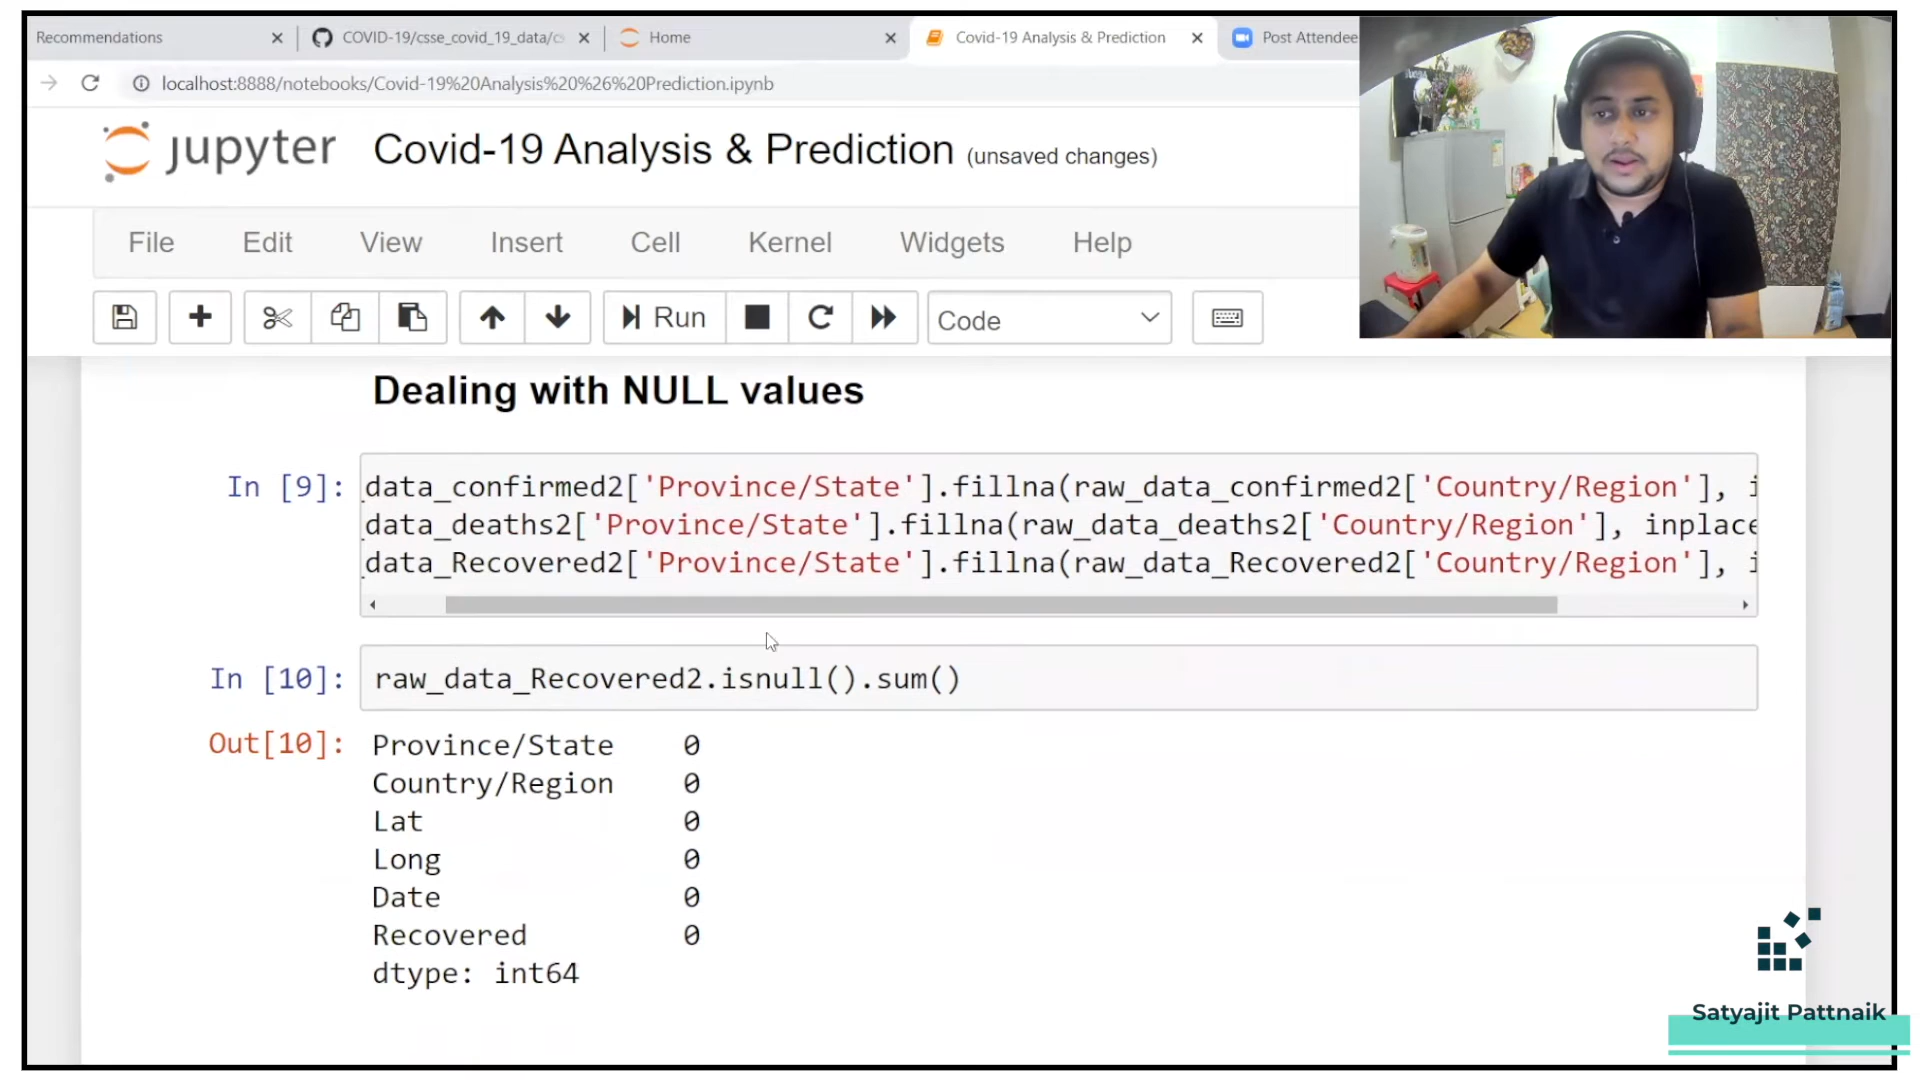 Recommendations
COVID-19/csse_covid_19_data/cs
Home
Covid-19 Analysis & Prediction
Post Attendee
localhost:8888/notebooks/Covid-19%20Analysis%20%26%20Prediction.ipynb
jupyter Covid-19 Analysis & Prediction (unsaved changes)
File Edit View Insert Cell Kernel Widgets Help
Run Code
Dealing with NULL values
In [9]: _data_confirmed2['Province/State'].fillna(raw_data_confirmed2['Country/Region'], i
_data_deaths2['Province/State'].fillna(raw_data_deaths2['Country/Region'], inplace
_data_Recovered2['Province/State'].fillna(raw_data_Recovered2['Country/Region'], i
In [10]: raw_data_Recovered2.isnull().sum()
Out[10]: Province/State 0
Country/Region 0
Lat 0
Long 0
Date 0
Recovered 0
dtype: int64
Satyajit Pattnaik